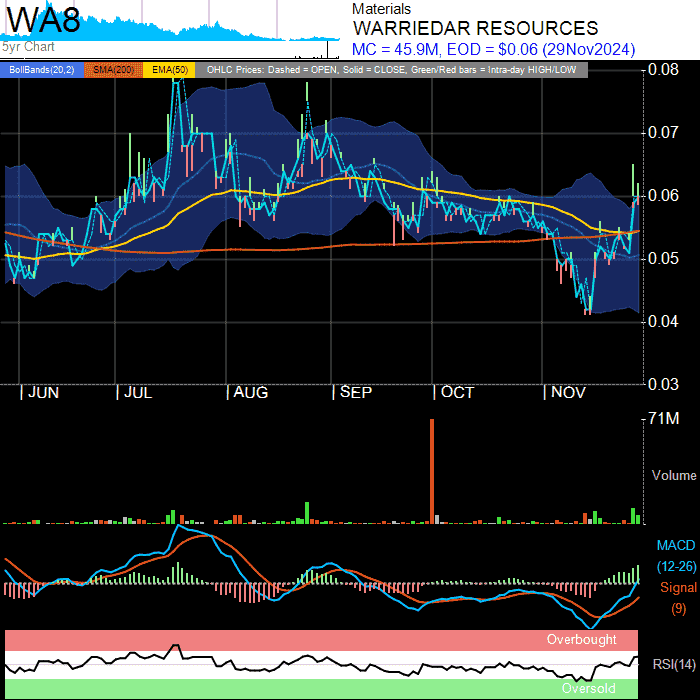 WA8
5yr Chart
Materials
WARRIEDAR RESOURCES
MC = 45.9M, EOD = $0.06 (29Nov2024)
BollBands(20,2) SMA(200) EMA(50) OHLC Prices: Dashed = OPEN, Solid = CLOSE, Green/Red bars = Intra-day HIGH/LOW
0.08
0.07
0.06
0.05
0.04
0.03
| JUN | JUL | AUG | SEP | OCT | NOV
71M
Volume
MACD
(12-26)
Signal
(9)
Overbought
RSI(14)
Oversold